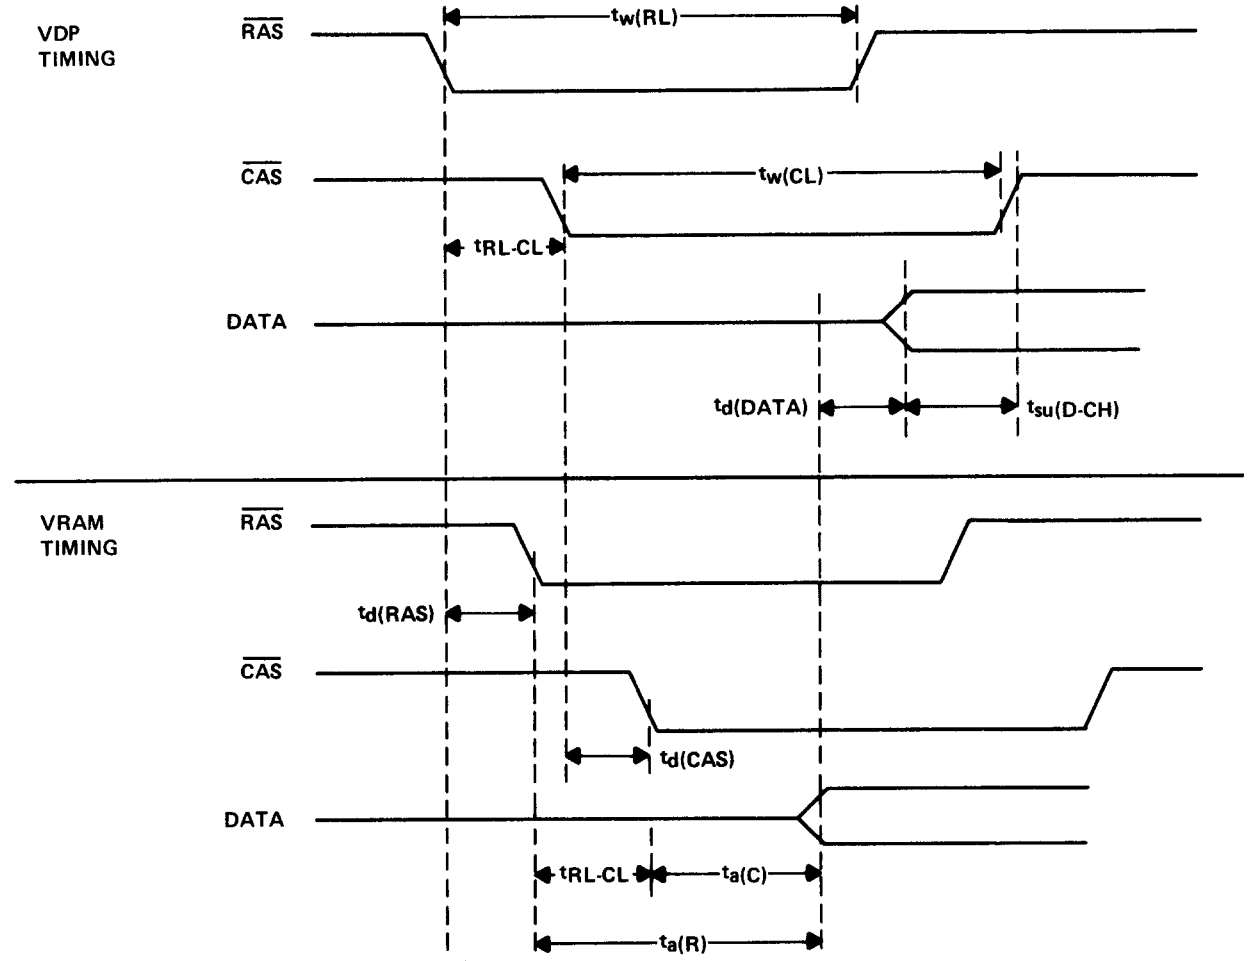 tw(RL)
VDP
TIMING
RAS
CAS
tw(CL)
tRL-CL
DATA
td(DATA)
tsu(D-CH)
VRAM
TIMING
RAS
td(RAS)
CAS
td(CAS)
DATA
tRL-CL
ta(C)
ta(R)